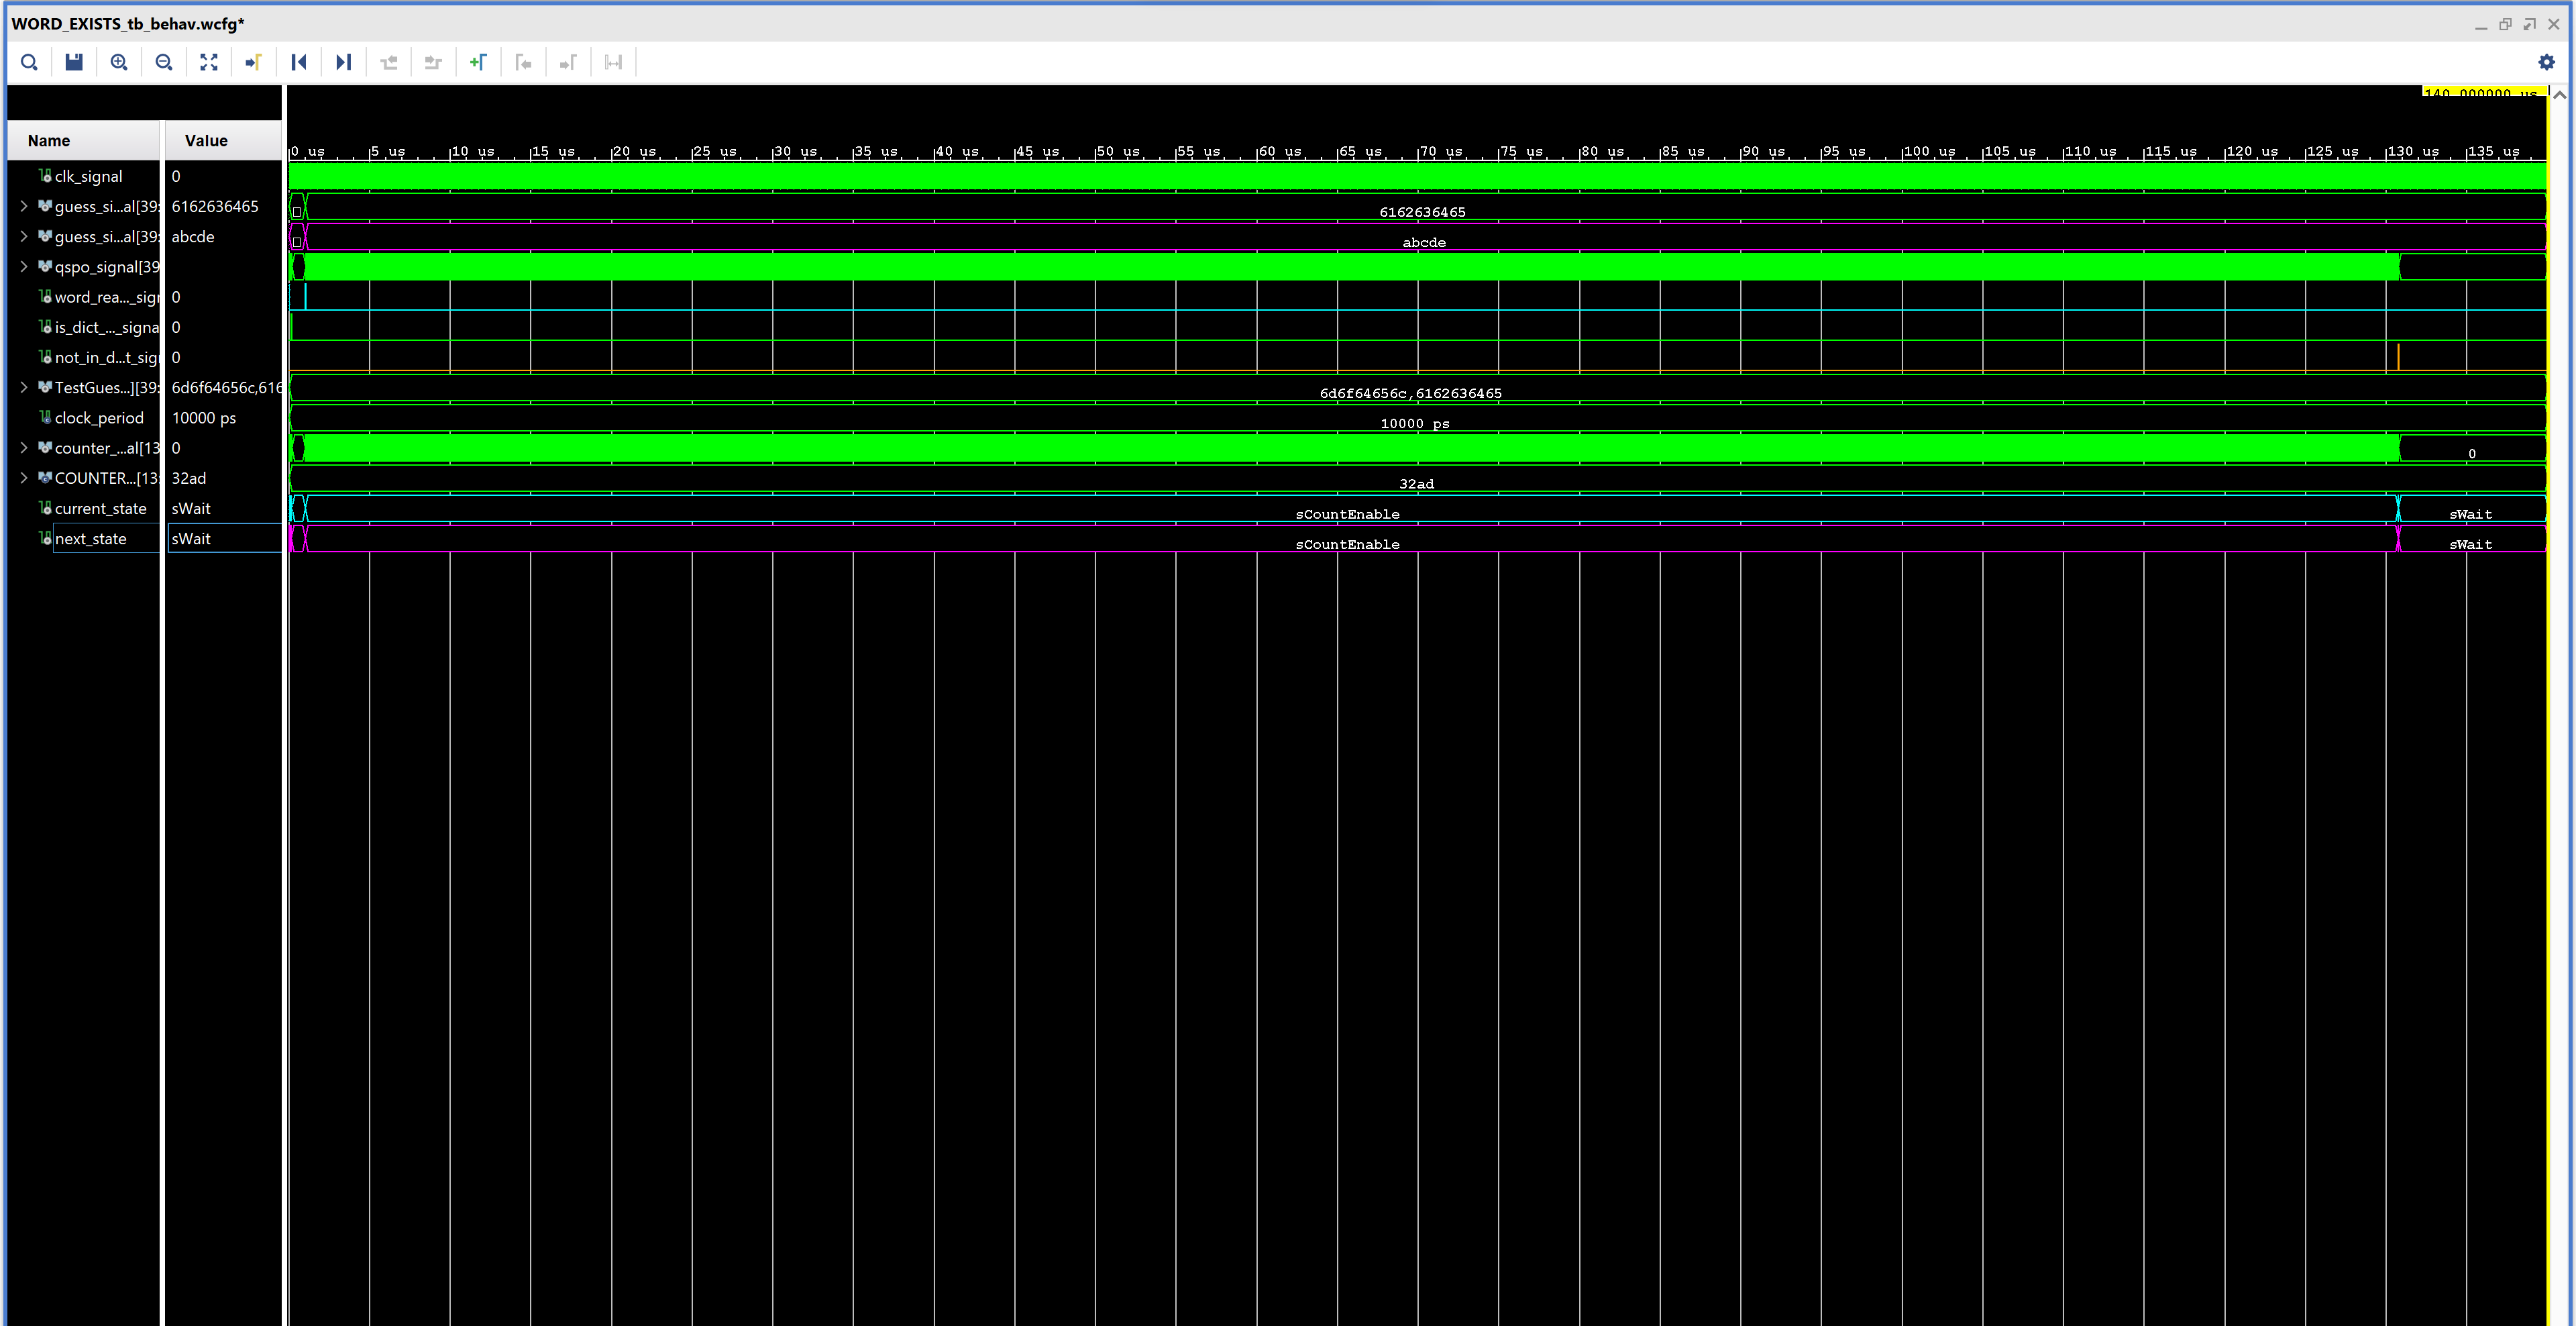 WORD_EXISTS_tb_behav.wcfg*
140.000000 us
Name Value
0 us 5 us 10 us 15 us 20 us 25 us 30 us 35 us 40 us 45 us 50 us 55 us 60 us 65 us 70 us 75 us 80 us 85 us 90 us 95 us 100 us 105 us 110 us 115 us 120 us 125 us 130 us 135 us
clk_signal 0
guess_si...al[39: 6162636465 6162636465
guess_si...al[39: abcde abcde
qspo_signal[39
word_rea..._sigr 0
is_dict_..._signa 0
not_in_d...t_sigr 0
TestGues...][39: 6d6f64656c,616 6d6f64656c,6162636465
clock_period 10000 ps 10000 ps
counter_...al[13 0 0
COUNTER...[13: 32ad 32ad
current_state sWait sCountEnable sWait
next_state sWait sCountEnable sWait